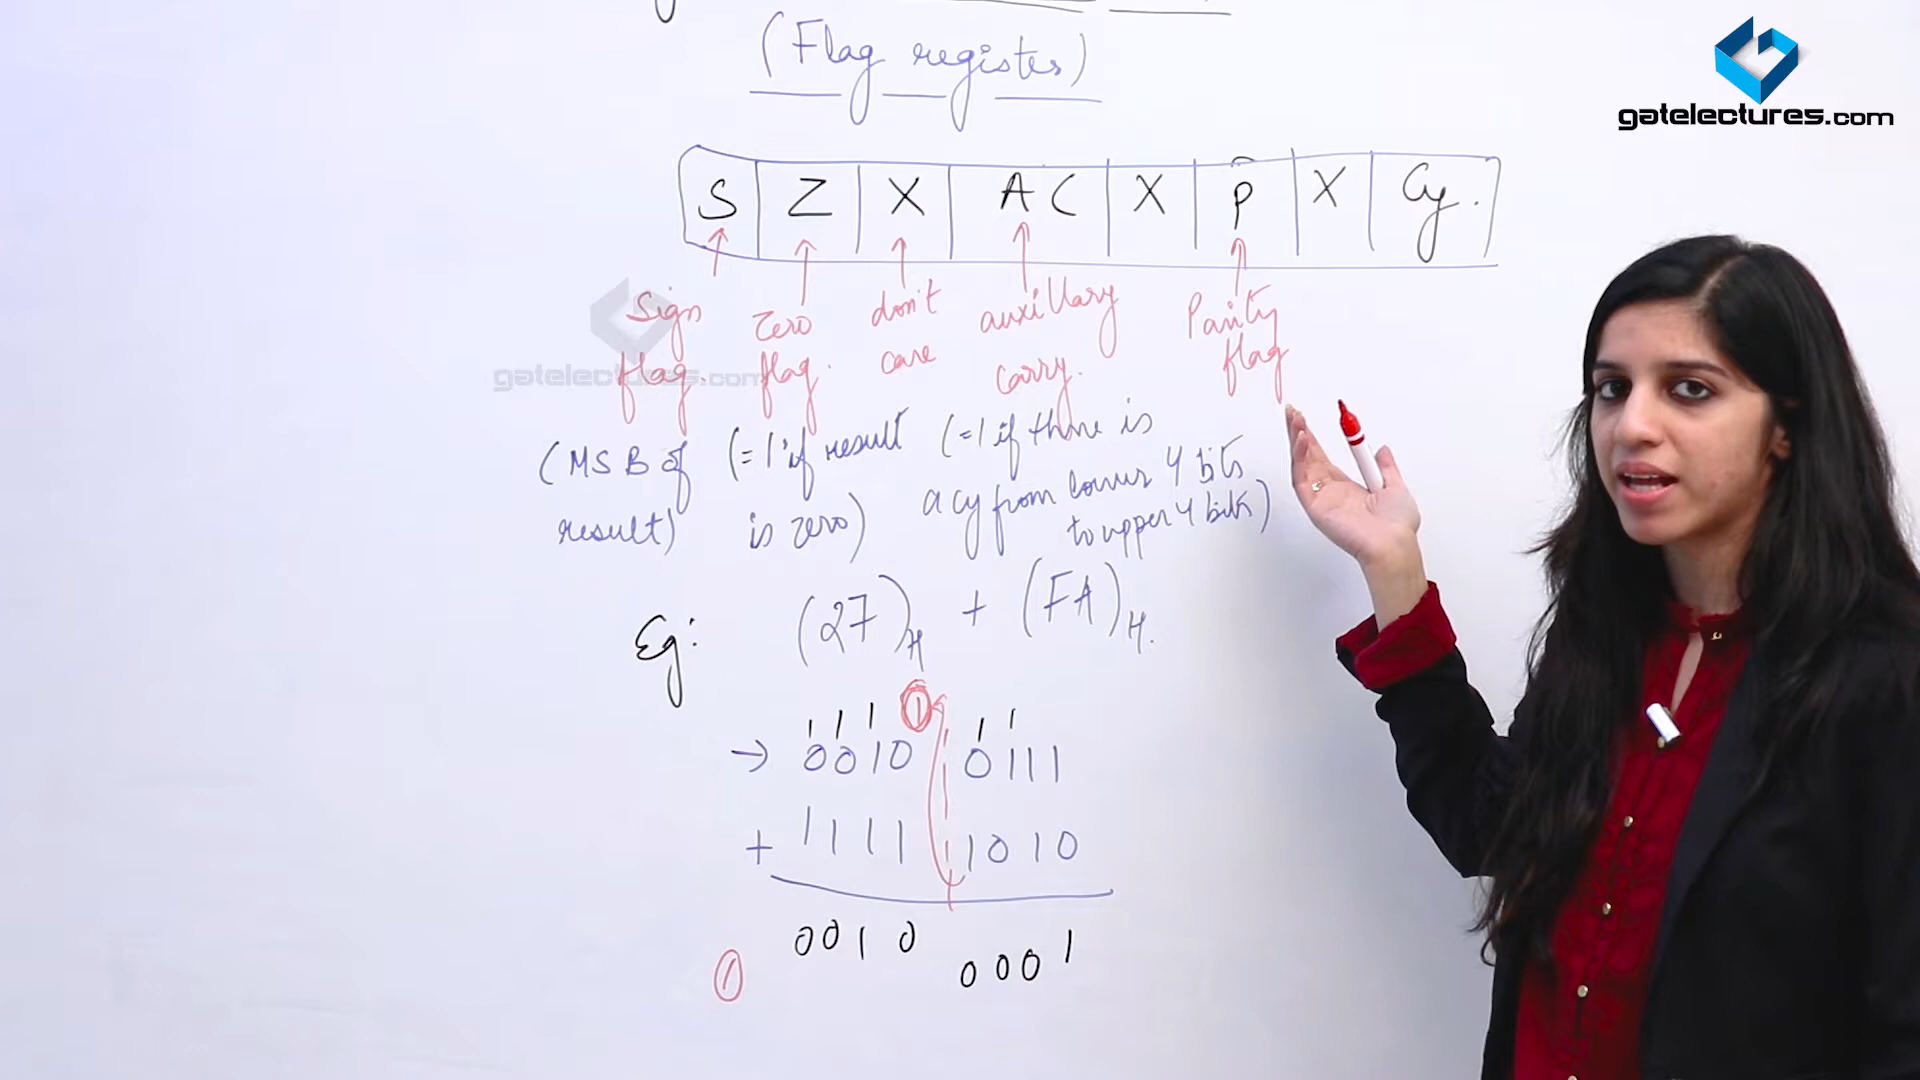 gatelectures.com
(Flag register)
S Z X AC X P X Cy.
Sign flag.
zero flag.
don't care
auxillary carry.
Parity flag
gatelectures.com
(MSB of result)
(=1 if result is zero)
(=1 if there is a cy from lower 4 bits to upper 4 bits)
Eg: (27)H + (FA)H.
1 1 1 1 1 1
→ 0010 0111
+ 1111 1010
1 0010 0001